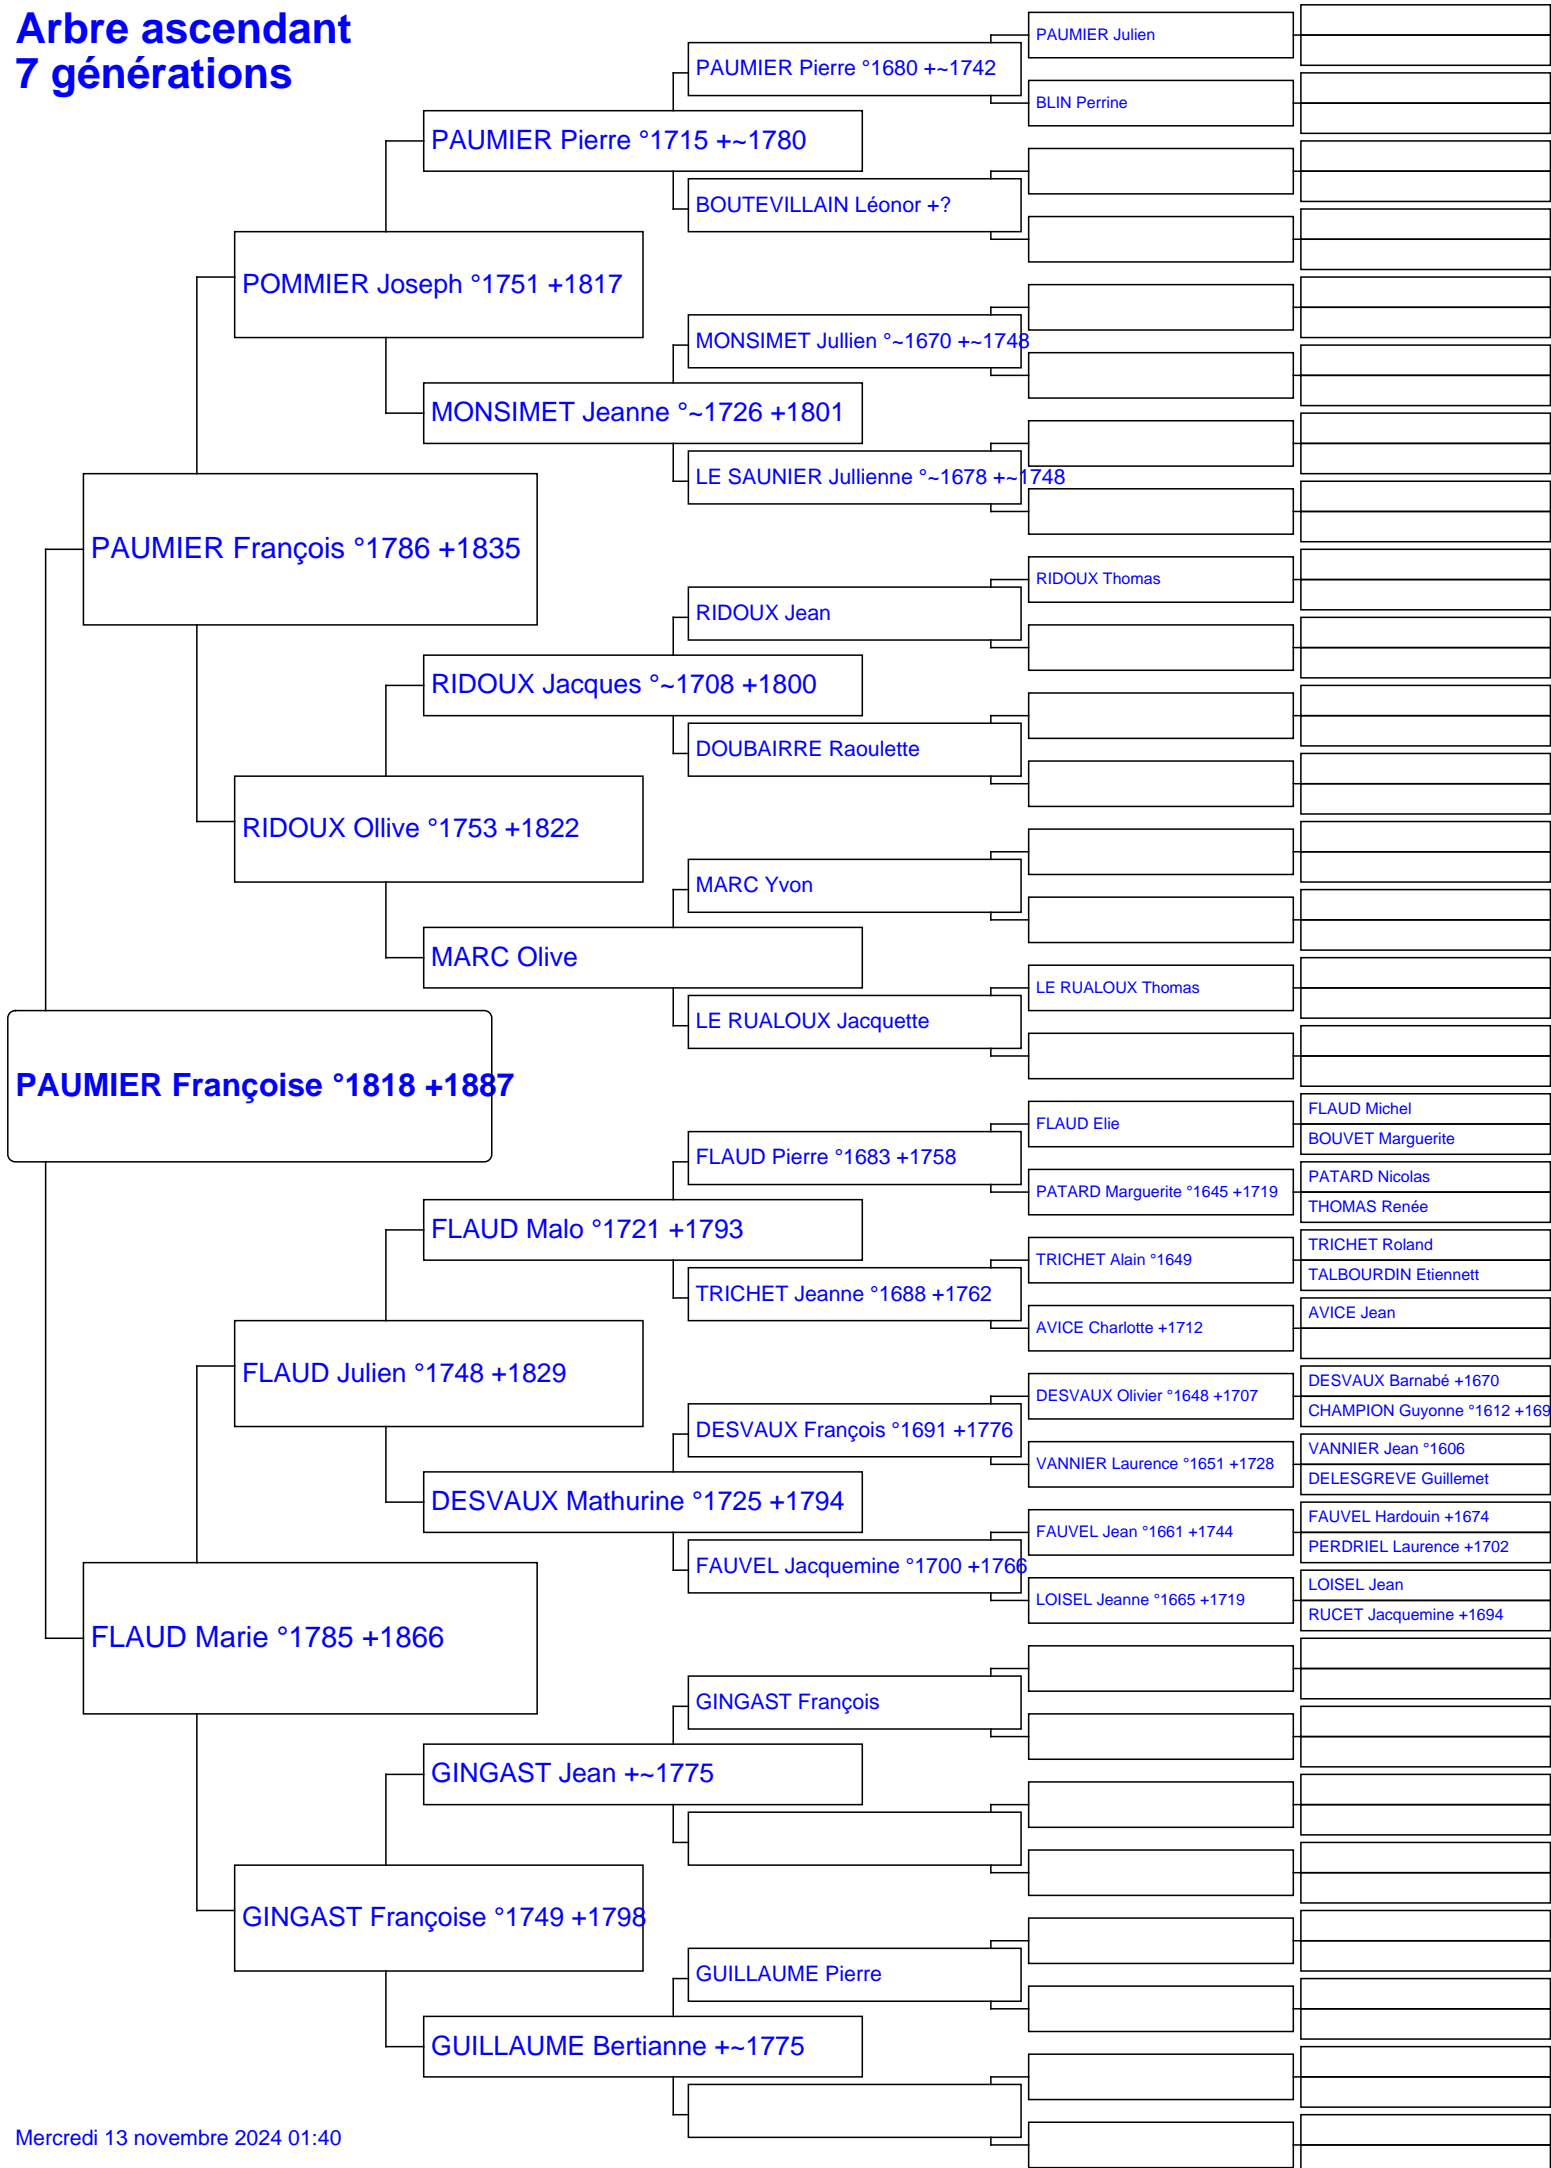 Arbre ascendant
7 générations
PAUMIER Françoise °1818 +1887
PAUMIER François °1786 +1835
FLAUD Marie °1785 +1866
POMMIER Joseph °1751 +1817
RIDOUX Ollive °1753 +1822
FLAUD Julien °1748 +1829
GINGAST Françoise °1749 +1798
PAUMIER Pierre °1715 +~1780
MONSIMET Jeanne °~1726 +1801
RIDOUX Jacques °~1708 +1800
MARC Olive
FLAUD Malo °1721 +1793
DESVAUX Mathurine °1725 +1794
GINGAST Jean +~1775
GUILLAUME Bertianne +~1775
PAUMIER Pierre °1680 +~1742
BOUTEVILLAIN Léonor +?
MONSIMET Jullien °~1670 +~1748
LE SAUNIER Jullienne °~1678 +~1748
RIDOUX Jean
DOUBAIRRE Raoulette
MARC Yvon
LE RUALOUX Jacquette
FLAUD Pierre °1683 +1758
TRICHET Jeanne °1688 +1762
DESVAUX François °1691 +1776
FAUVEL Jacquemine °1700 +1766
GINGAST François
GUILLAUME Pierre
PAUMIER Julien
BLIN Perrine
RIDOUX Thomas
LE RUALOUX Thomas
FLAUD Elie
PATARD Marguerite °1645 +1719
TRICHET Alain °1649
AVICE Charlotte +1712
DESVAUX Olivier °1648 +1707
VANNIER Laurence °1651 +1728
FAUVEL Jean °1661 +1744
LOISEL Jeanne °1665 +1719
FLAUD Michel
BOUVET Marguerite
PATARD Nicolas
THOMAS Renée
TRICHET Roland
TALBOURDIN Etiennett
AVICE Jean
DESVAUX Barnabé +1670
CHAMPION Guyonne °1612 +169
VANNIER Jean °1606
DELESGREVE Guillemet
FAUVEL Hardouin +1674
PERDRIEL Laurence +1702
LOISEL Jean
RUCET Jacquemine +1694
Mercredi 13 novembre 2024 01:40